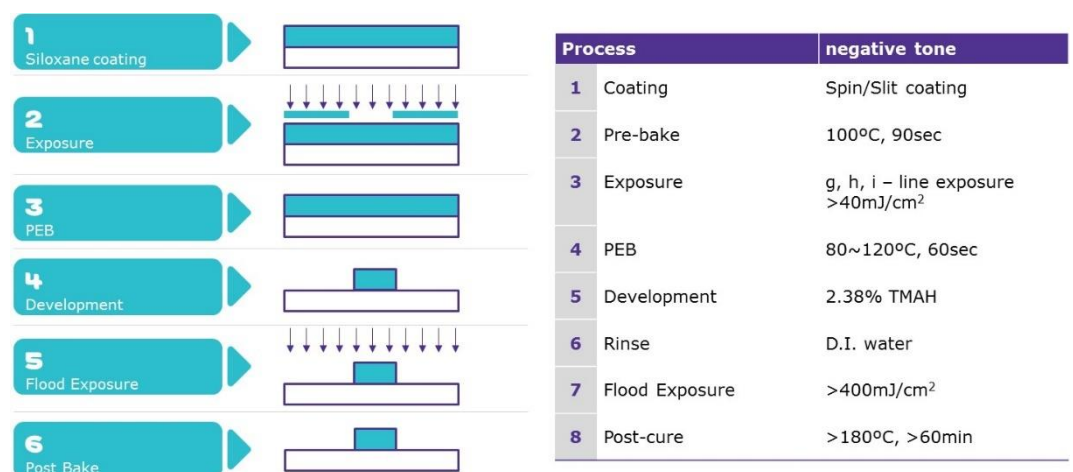 1
Siloxane coating
2
Exposure
3
PEB
4
Development
5
Flood Exposure
6
Post Bake
Process negative tone
1 Coating Spin/Slit coating
2 Pre-bake 100ºC, 90sec
3 Exposure g, h, i – line exposure
>40mJ/cm²
4 PEB 80~120ºC, 60sec
5 Development 2.38% TMAH
6 Rinse D.I. water
7 Flood Exposure >400mJ/cm²
8 Post-cure >180ºC, >60min